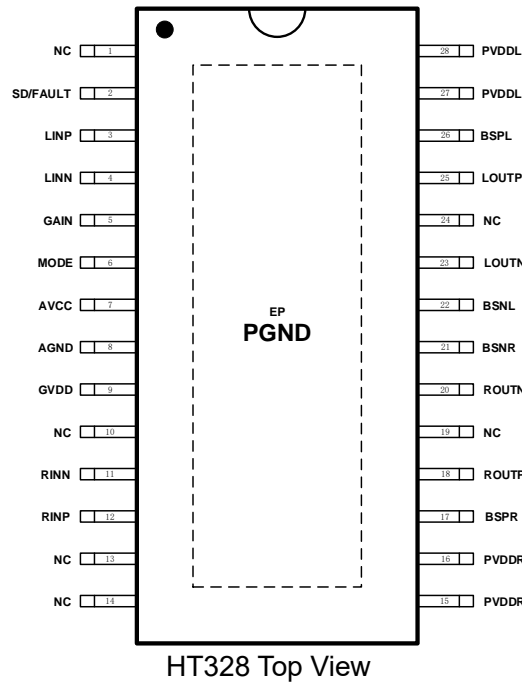 NC 1 28 PVDDL
SD/FAULT 2 27 PVDDL
LINP 3 26 BSPL
LINN 4 25 LOUTP
GAIN 5 24 NC
MODE 6 23 LOUTN
AVCC 7 22 BSNL
EP
PGND
AGND 8 21 BSNR
GVDD 9 20 ROUTN
NC 10 19 NC
RINN 11 18 ROUTP
RINP 12 17 BSPR
NC 13 16 PVDDR
NC 14 15 PVDDR
HT328 Top View